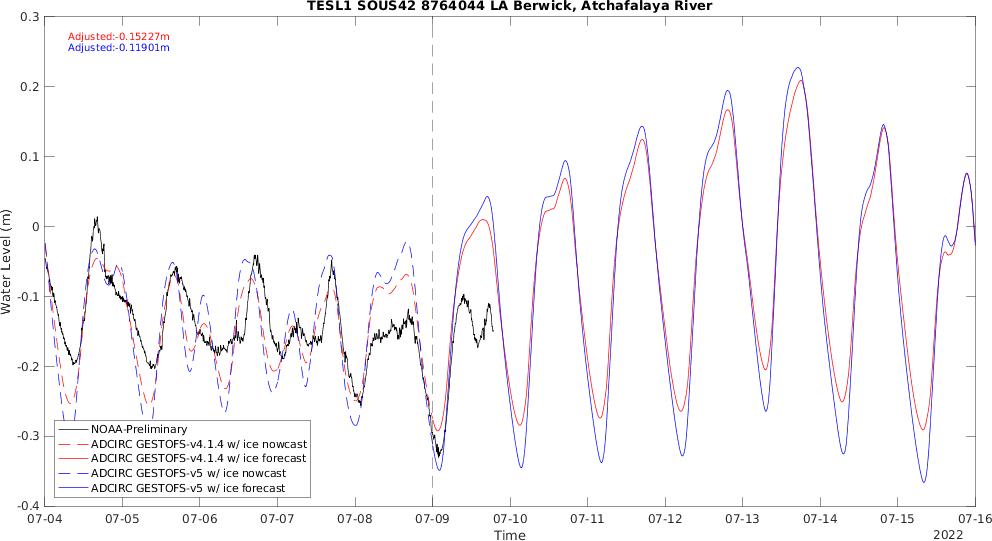 TESL1 SOUS42 8764044 LA Berwick, Atchafalaya River
Adjusted:-0.15227m
Adjusted:-0.11901m
0.3
0.2
0.1
0
-0.1
-0.2
-0.3
-0.4
Water Level (m)
NOAA-Preliminary
ADCIRC GESTOFS-v4.1.4 w/ ice nowcast
ADCIRC GESTOFS-v4.1.4 w/ ice forecast
ADCIRC GESTOFS-v5 w/ ice nowcast
ADCIRC GESTOFS-v5 w/ ice forecast
07-04 07-05 07-06 07-07 07-08 07-09 07-10 07-11 07-12 07-13 07-14 07-15 07-16
Time
2022